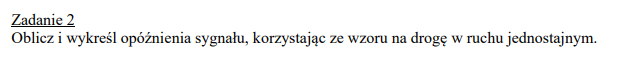 Zadanie 2
Oblicz i wykreśl opóźnienia sygnału, korzystając ze wzoru na drogę w ruchu jednostajnym.